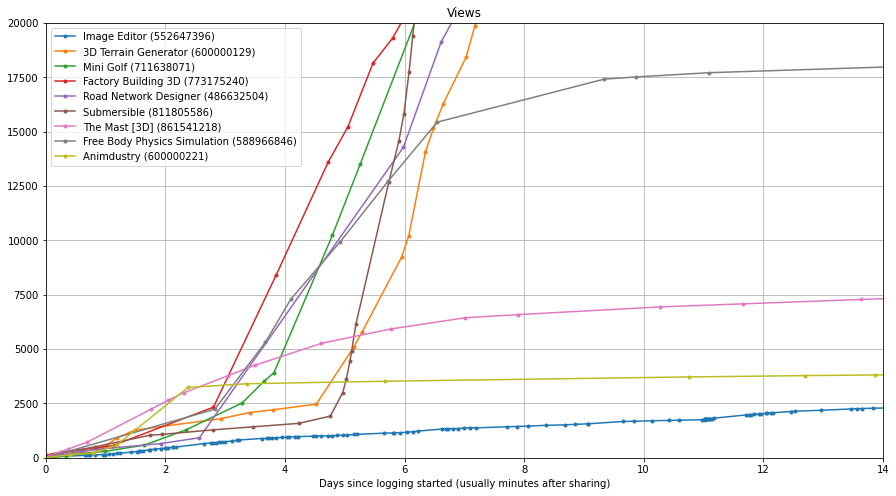 Views
Image Editor (552647396)
3D Terrain Generator (600000129)
Mini Golf (711638071)
Factory Building 3D (773175240)
Road Network Designer (486632504)
Submersible (811805586)
The Mast [3D] (861541218)
Free Body Physics Simulation (588966846)
Animdustry (600000221)
20000
17500
15000
12500
10000
7500
5000
2500
0
0 2 4 6 8 10 12 14
Days since logging started (usually minutes after sharing)